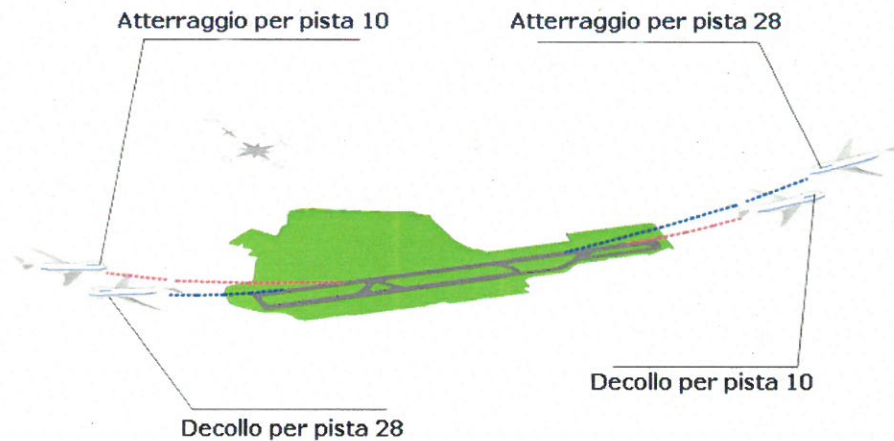 Atterraggio per pista 10
Atterraggio per pista 28
Decollo per pista 10
Decollo per pista 28